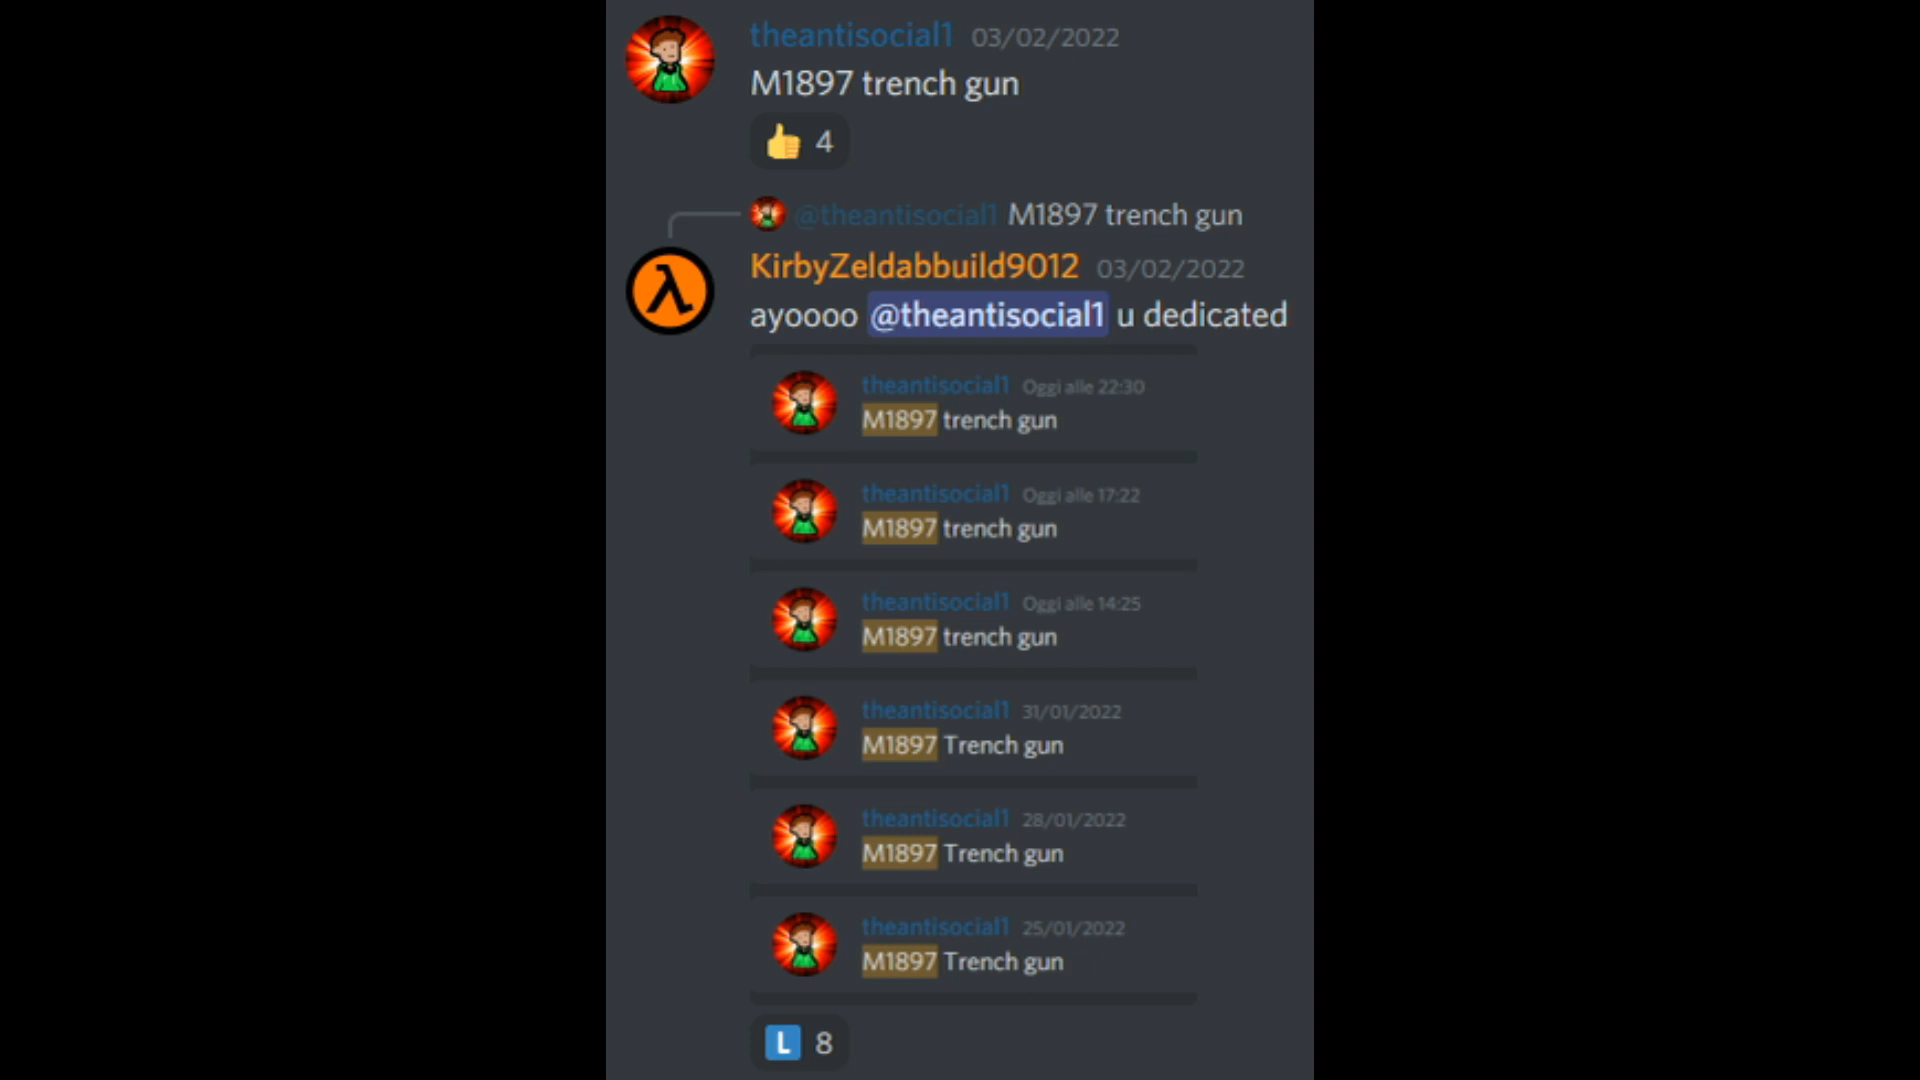 theantisocial1 03/02/2022
M1897 trench gun
👍 4
@theantisocial1 M1897 trench gun
KirbyZeldabbuild9012 03/02/2022
ayoooo @theantisocial1 u dedicated
theantisocial1 Oggi alle 22:30
M1897 trench gun
theantisocial1 Oggi alle 17:22
M1897 trench gun
theantisocial1 Oggi alle 14:25
M1897 trench gun
theantisocial1 31/01/2022
M1897 Trench gun
theantisocial1 28/01/2022
M1897 Trench gun
theantisocial1 25/01/2022
M1897 Trench gun
L 8